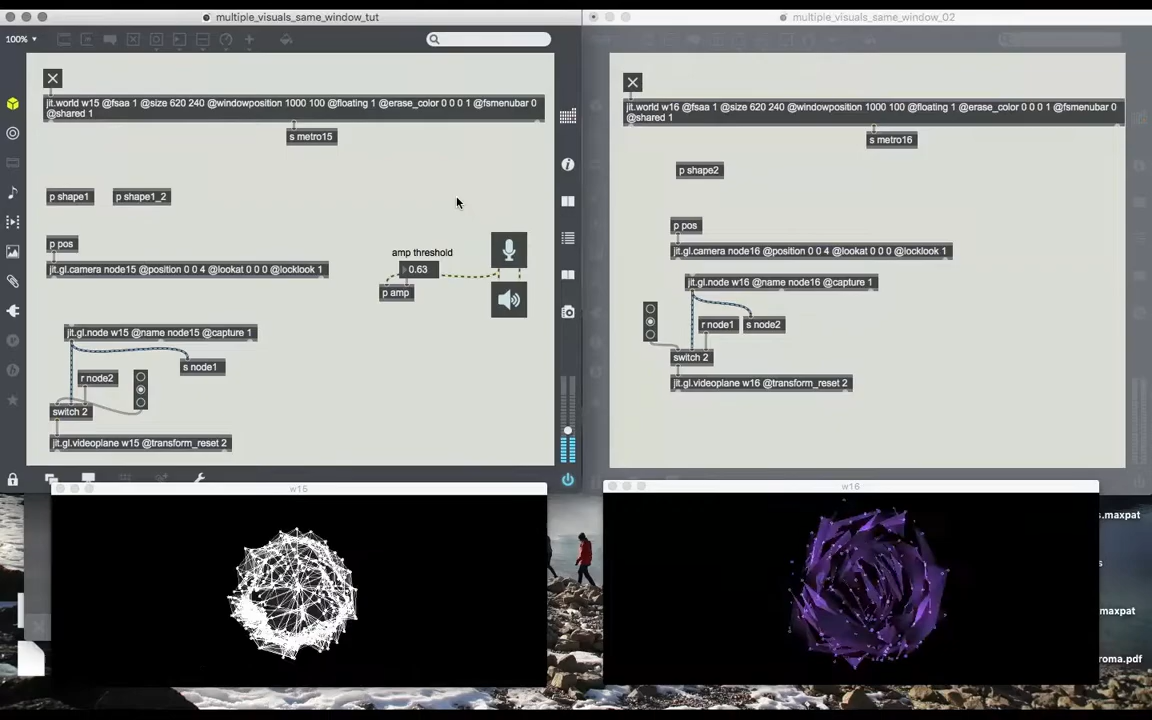 multiple_visuals_same_window_tut
multiple_visuals_same_window_02
100%
jit.world w15 @fsaa 1 @size 620 240 @windowposition 1000 100 @floating 1 @erase_color 0 0 0 1 @fsmenubar 0
@shared 1
s metro15
p shape1
p shape1_2
p pos
jit.gl.camera node15 @position 0 0 4 @lookat 0 0 0 @locklook 1
amp threshold
0.63
p amp
jit.gl.node w15 @name node15 @capture 1
s node1
r node2
switch 2
jit.gl.videoplane w15 @transform_reset 2
jit.world w16 @fsaa 1 @size 620 240 @windowposition 1000 100 @floating 1 @erase_color 0 0 0 1 @fsmenubar 0
@shared 1
s metro16
p shape2
p pos
jit.gl.camera node16 @position 0 0 4 @lookat 0 0 0 @locklook 1
jit.gl.node w16 @name node16 @capture 1
r node1
s node2
switch 2
jit.gl.videoplane w16 @transform_reset 2
w15
w16
s.maxpat
s
maxpat
roma.pdf